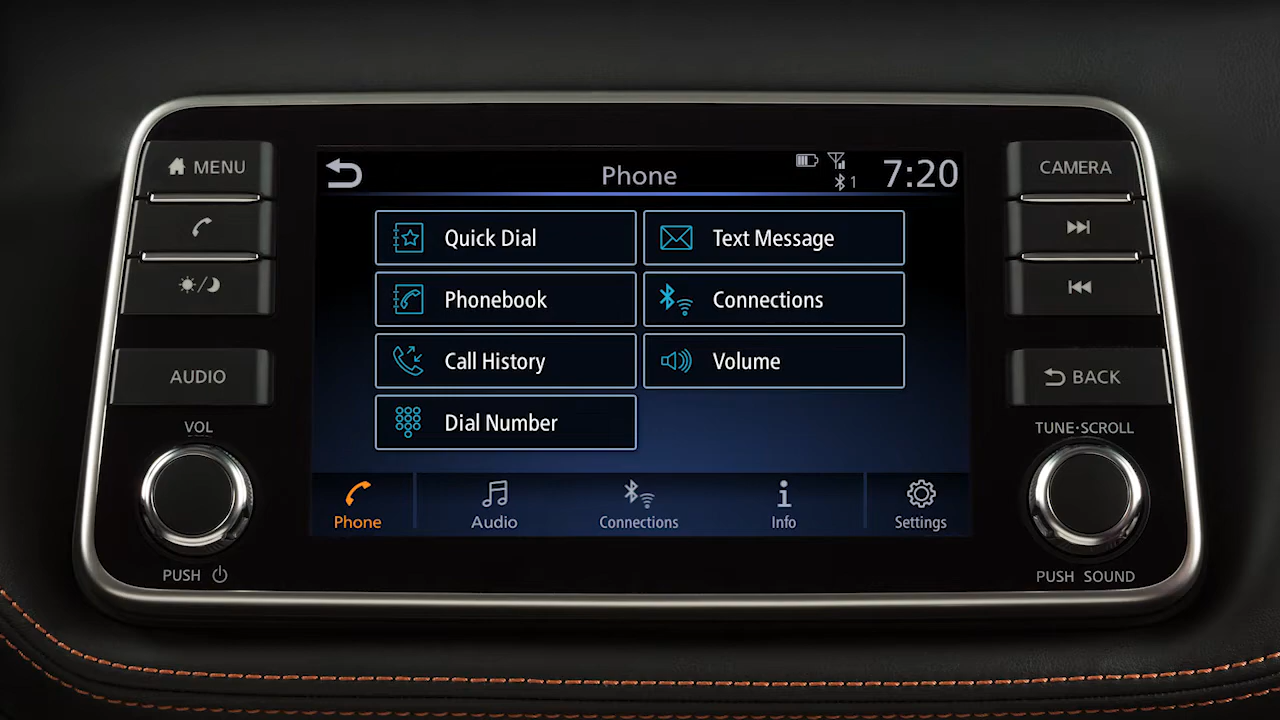 MENU
AUDIO
VOL
PUSH
Phone
1
7:20
Quick Dial
Text Message
Phonebook
Connections
Call History
Volume
Dial Number
Phone
Audio
Connections
Info
Settings
CAMERA
BACK
TUNE·SCROLL
PUSH SOUND